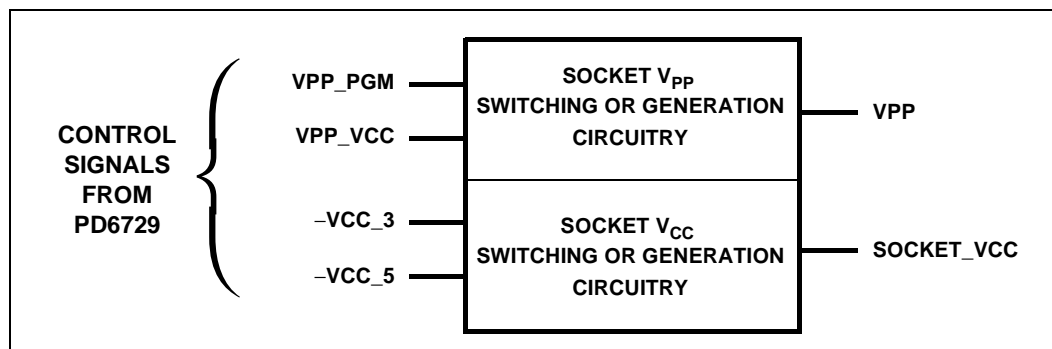 CONTROL
SIGNALS
FROM
PD6729
VPP_PGM
VPP_VCC
–VCC_3
–VCC_5
SOCKET VPP
SWITCHING OR GENERATION
CIRCUITRY
SOCKET VCC
SWITCHING OR GENERATION
CIRCUITRY
VPP
SOCKET_VCC